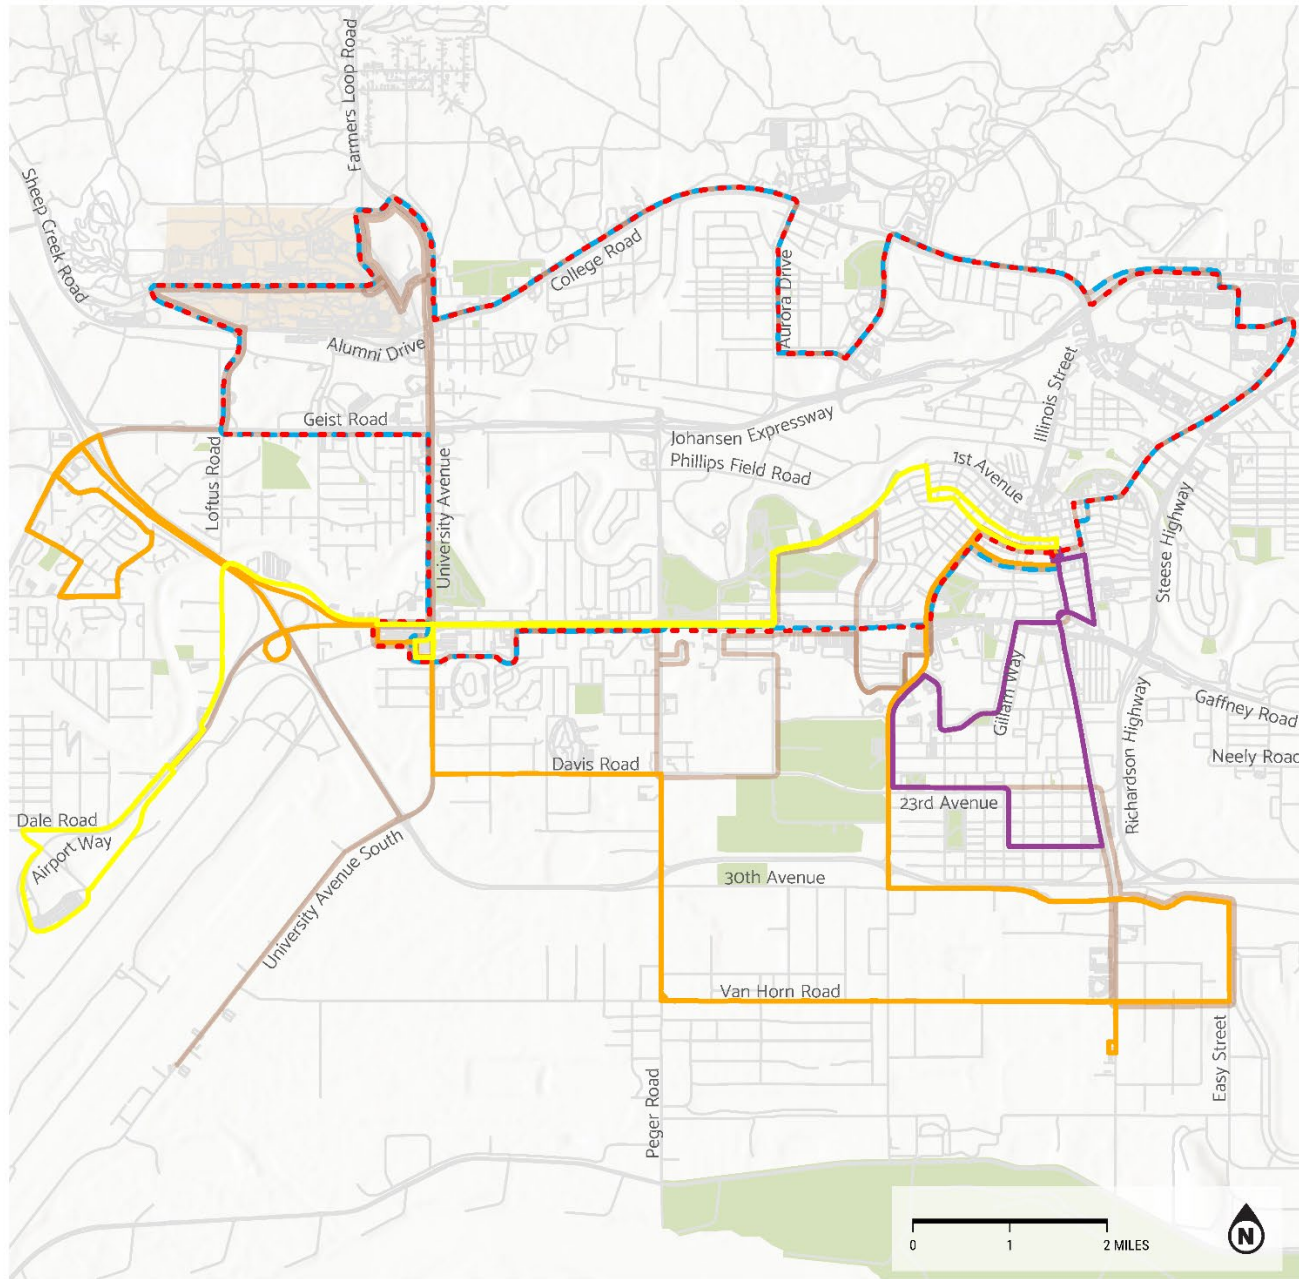 Farmers Loop Road
Sheep Creek Road
College Road
Aurora Drive
Alumni Drive
Illinois Street
Geist Road
Johansen Expressway
Phillips Field Road
1st Avenue
Loftus Road
University Avenue
Steese Highway
Gillam Way
Gaffney Road
Richardson Highway
Neely Road
Davis Road
23rd Avenue
Dale Road
Airport Way
University Avenue South
30th Avenue
Van Horn Road
Easy Street
Peger Road
0 1 2 MILES
N